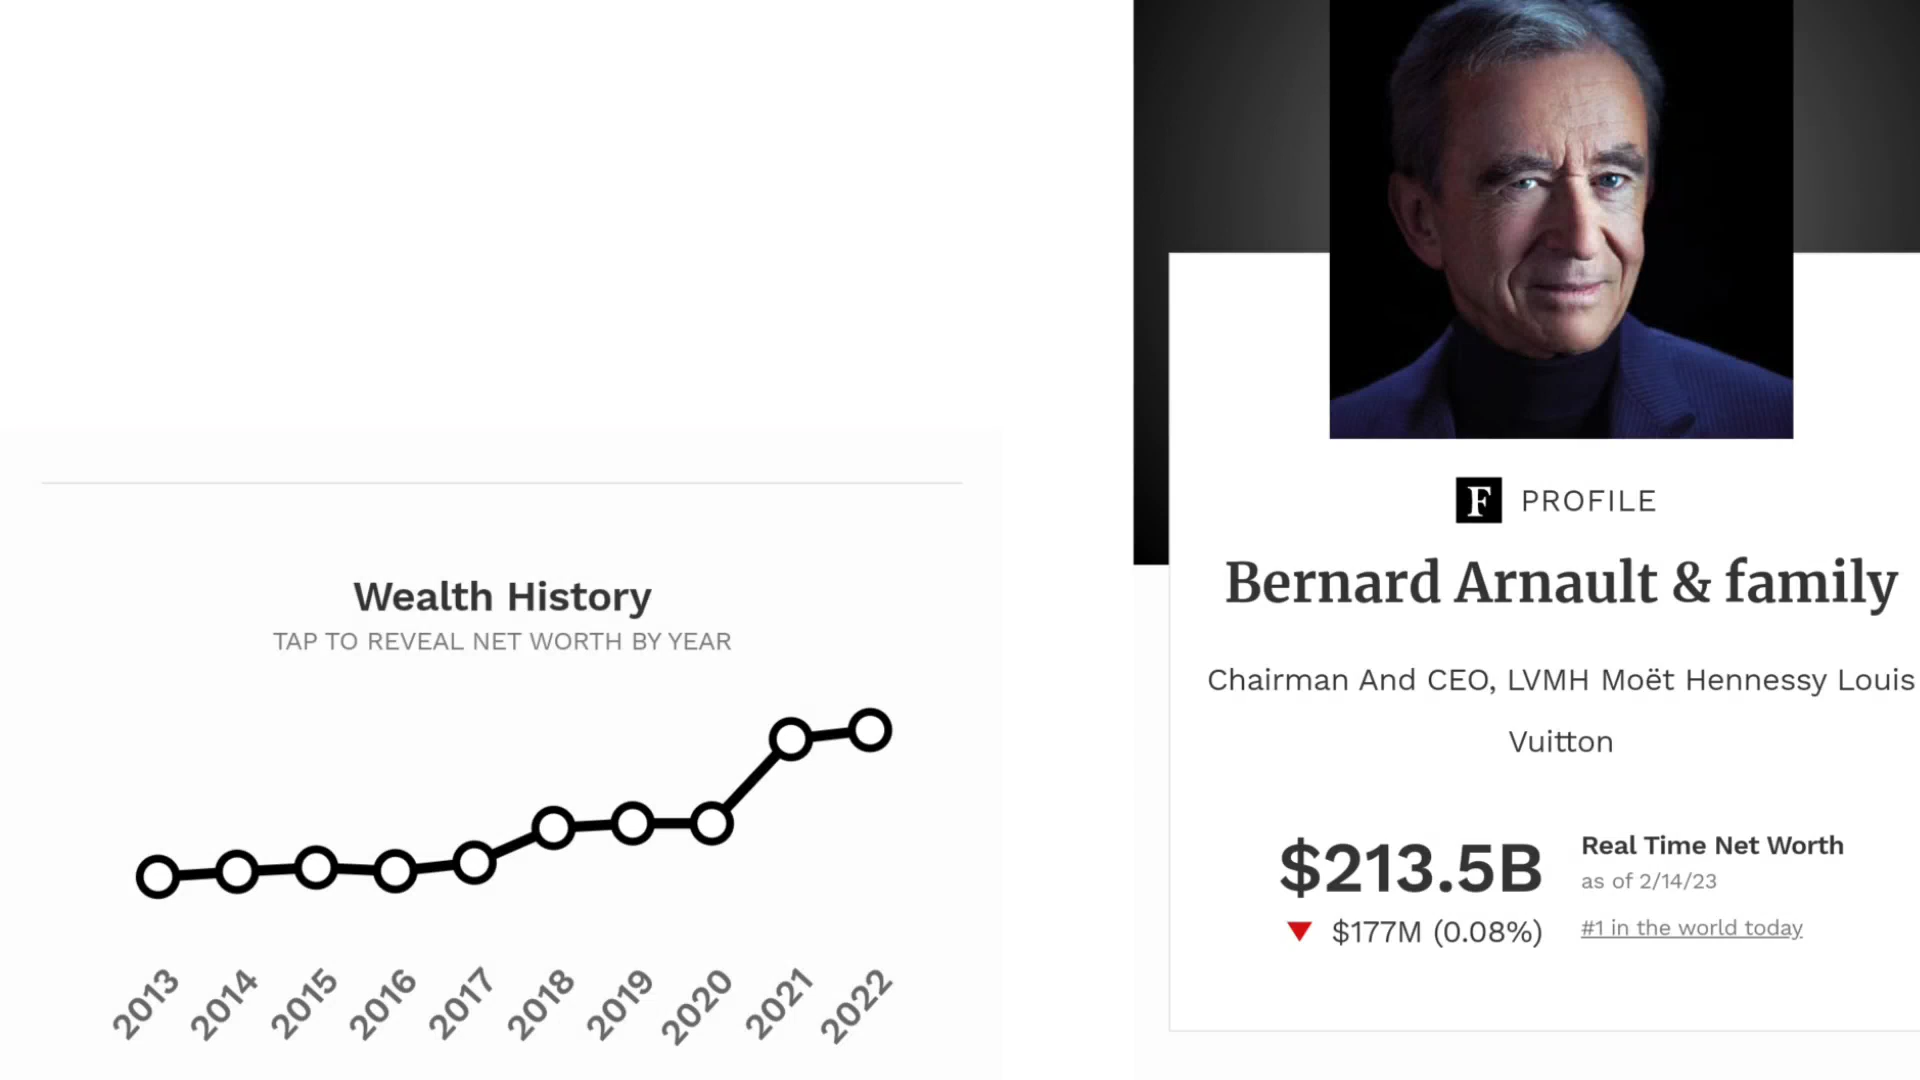 Wealth History
TAP TO REVEAL NET WORTH BY YEAR
2013
2014
2015
2016
2017
2018
2019
2020
2021
2022
F PROFILE
Bernard Arnault & family
Chairman And CEO, LVMH Moët Hennessy Louis
Vuitton
$213.5B
$177M (0.08%)
Real Time Net Worth
as of 2/14/23
#1 in the world today